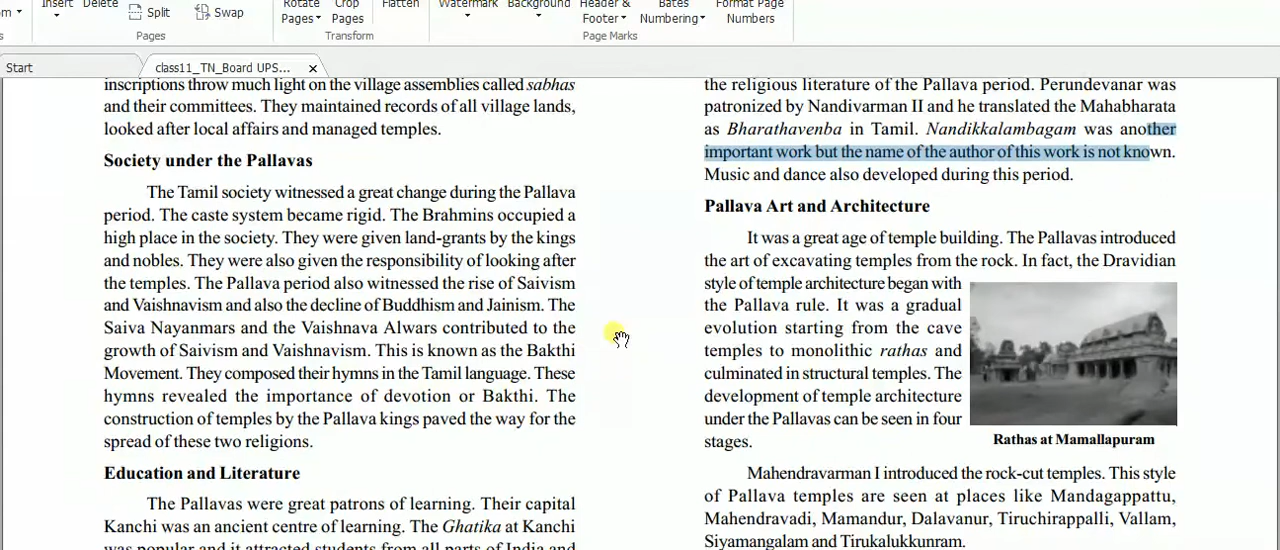 Insert
Delete
Split
Swap
Pages
Rotate
Pages
Crop
Pages
Flatten
Transform
Watermark
Background
Header &
Footer
Bates
Numbering
Format Page
Numbers
Page Marks
Start
class11_TN_Board UPS...
inscriptions throw much light on the village assemblies called sabhas
and their committees. They maintained records of all village lands,
looked after local affairs and managed temples.
Society under the Pallavas
The Tamil society witnessed a great change during the Pallava
period. The caste system became rigid. The Brahmins occupied a
high place in the society. They were given land-grants by the kings
and nobles. They were also given the responsibility of looking after
the temples. The Pallava period also witnessed the rise of Saivism
and Vaishnavism and also the decline of Buddhism and Jainism. The
Saiva Nayanmars and the Vaishnava Alwars contributed to the
growth of Saivism and Vaishnavism. This is known as the Bakthi
Movement. They composed their hymns in the Tamil language. These
hymns revealed the importance of devotion or Bakthi. The
construction of temples by the Pallava kings paved the way for the
spread of these two religions.
Education and Literature
The Pallavas were great patrons of learning. Their capital
Kanchi was an ancient centre of learning. The Ghatika at Kanchi
was popular and it attracted students from all parts of India and
the religious literature of the Pallava period. Perundevanar was
patronized by Nandivarman II and he translated the Mahabharata
as Bharathavenba in Tamil. Nandikkalambagam was another
important work but the name of the author of this work is not known.
Music and dance also developed during this period.
Pallava Art and Architecture
It was a great age of temple building. The Pallavas introduced
the art of excavating temples from the rock. In fact, the Dravidian
style of temple architecture began with
the Pallava rule. It was a gradual
evolution starting from the cave
temples to monolithic rathas and
culminated in structural temples. The
development of temple architecture
under the Pallavas can be seen in four
stages.
Rathas at Mamallapuram
Mahendravarman I introduced the rock-cut temples. This style
of Pallava temples are seen at places like Mandagappattu,
Mahendravadi, Mamandur, Dalavanur, Tiruchirappalli, Vallam,
Siyamangalam and Tirukalukkunram.